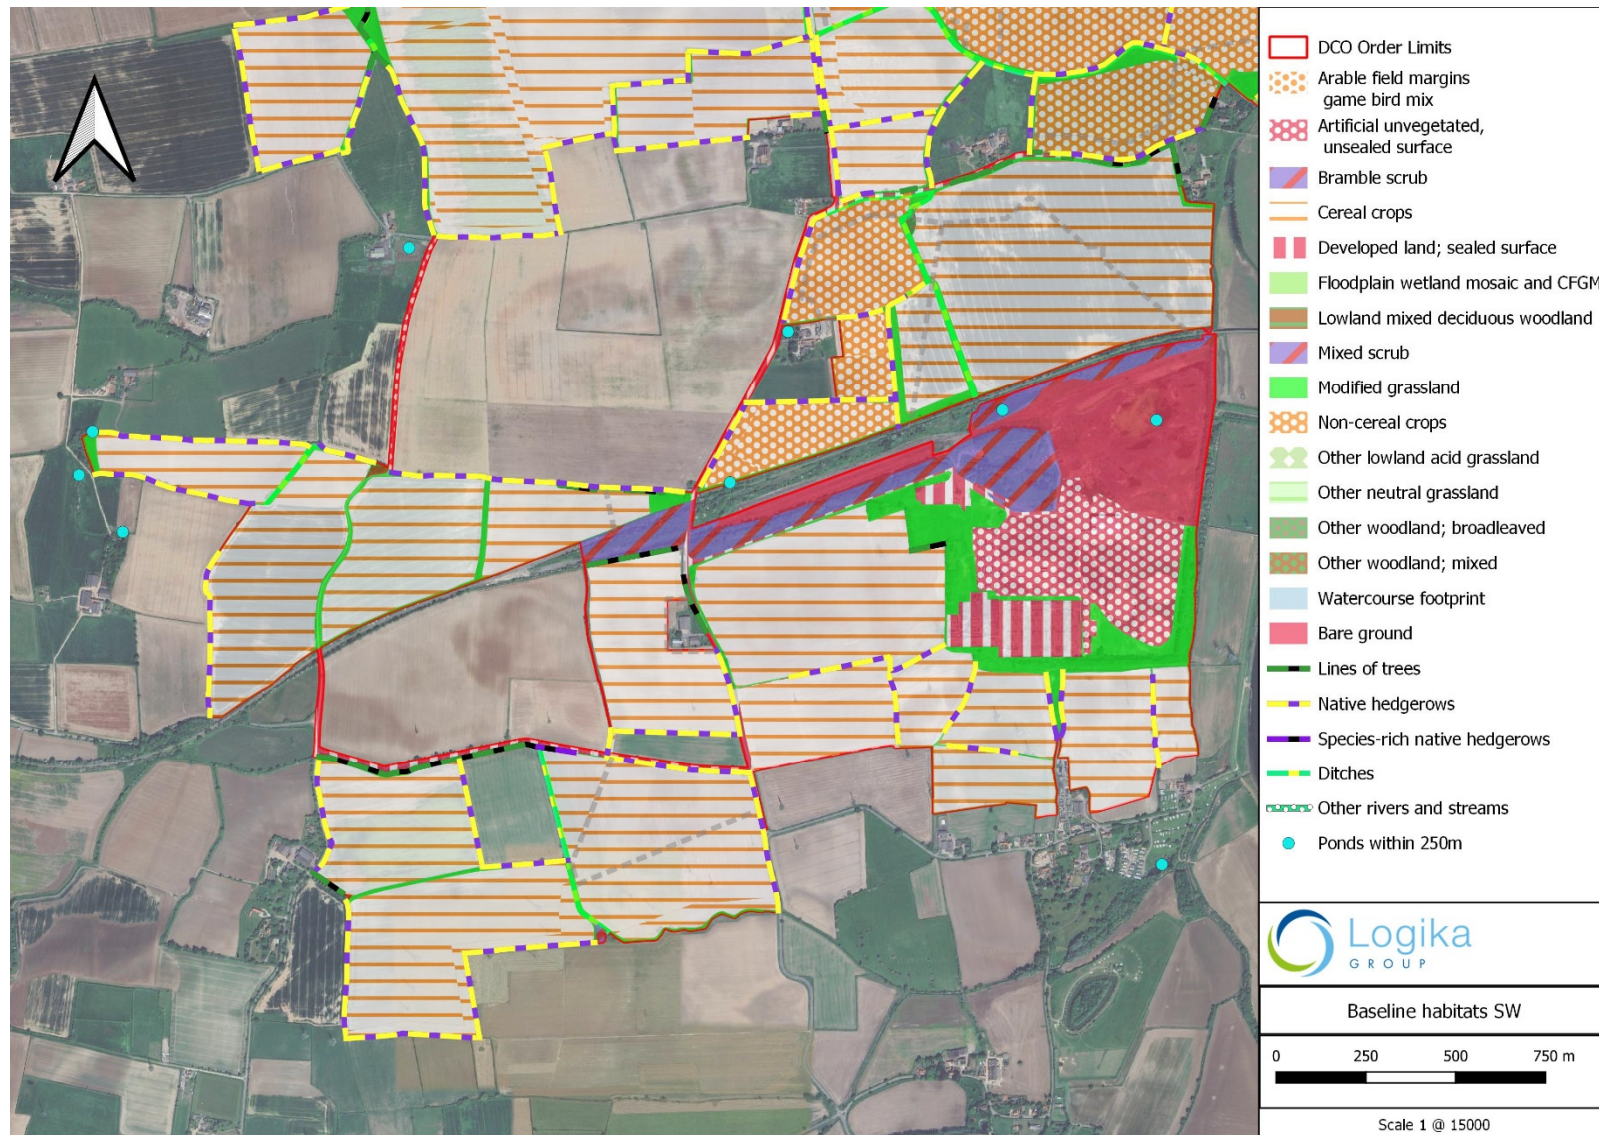 DCO Order Limits
Arable field margins
game bird mix
Artificial unvegetated,
unsealed surface
Bramble scrub
Cereal crops
Developed land; sealed surface
Floodplain wetland mosaic and CFGM
Lowland mixed deciduous woodland
Mixed scrub
Modified grassland
Non-cereal crops
Other lowland acid grassland
Other neutral grassland
Other woodland; broadleaved
Other woodland; mixed
Watercourse footprint
Bare ground
Lines of trees
Native hedgerows
Species-rich native hedgerows
Ditches
Other rivers and streams
Ponds within 250m
Logika
GROUP
Baseline habitats SW
0 250 500 750 m
Scale 1 @ 15000